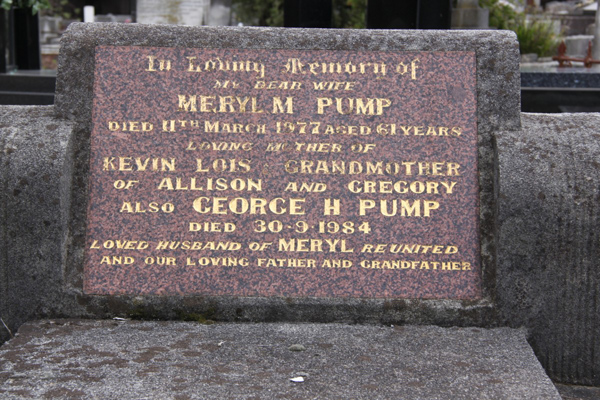 In Loving Memory of
MY DEAR WIFE
MERYL M PUMP
DIED 11TH MARCH 1977 AGED 61 YEARS
LOVING MOTHER OF
KEVIN LOIS GRANDMOTHER
OF ALLISON AND GREGORY
ALSO GEORGE H PUMP
DIED 30·9·1984
LOVED HUSBAND OF MERYL REUNITED
AND OUR LOVING FATHER AND GRANDFATHER